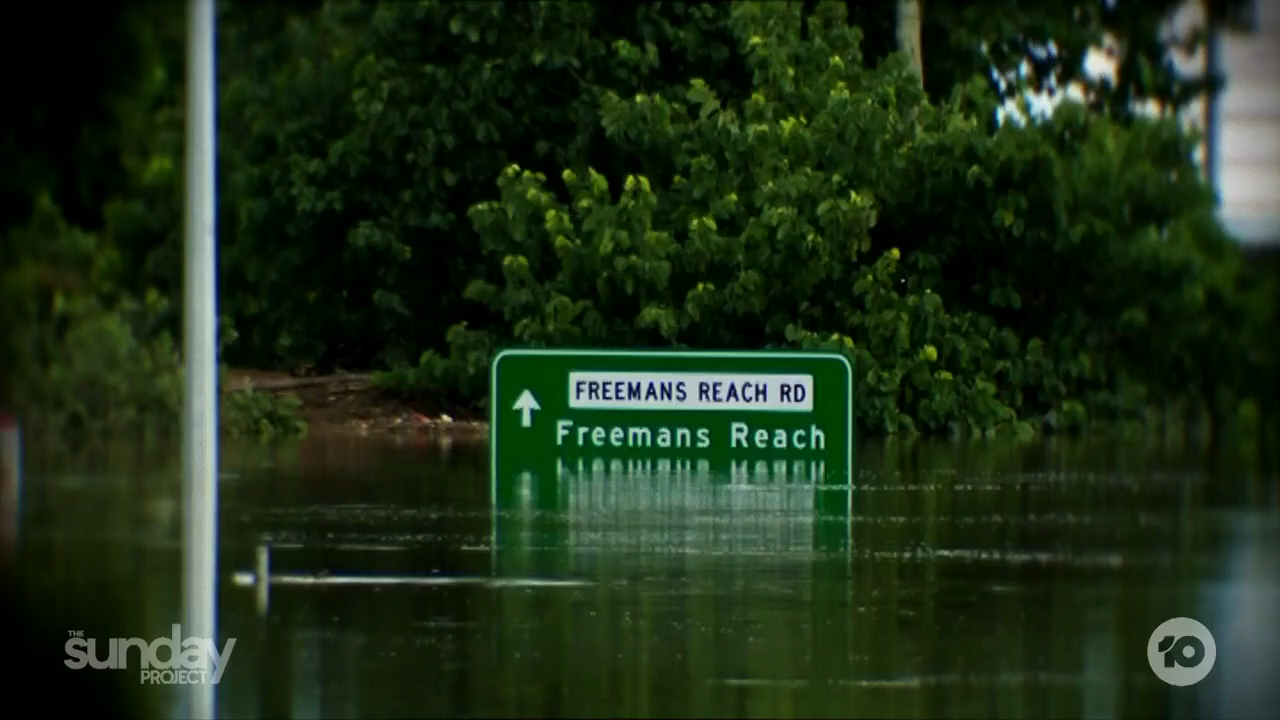 FREEMANS REACH RD
Freemans Reach
THE
sunday
PROJECT
10